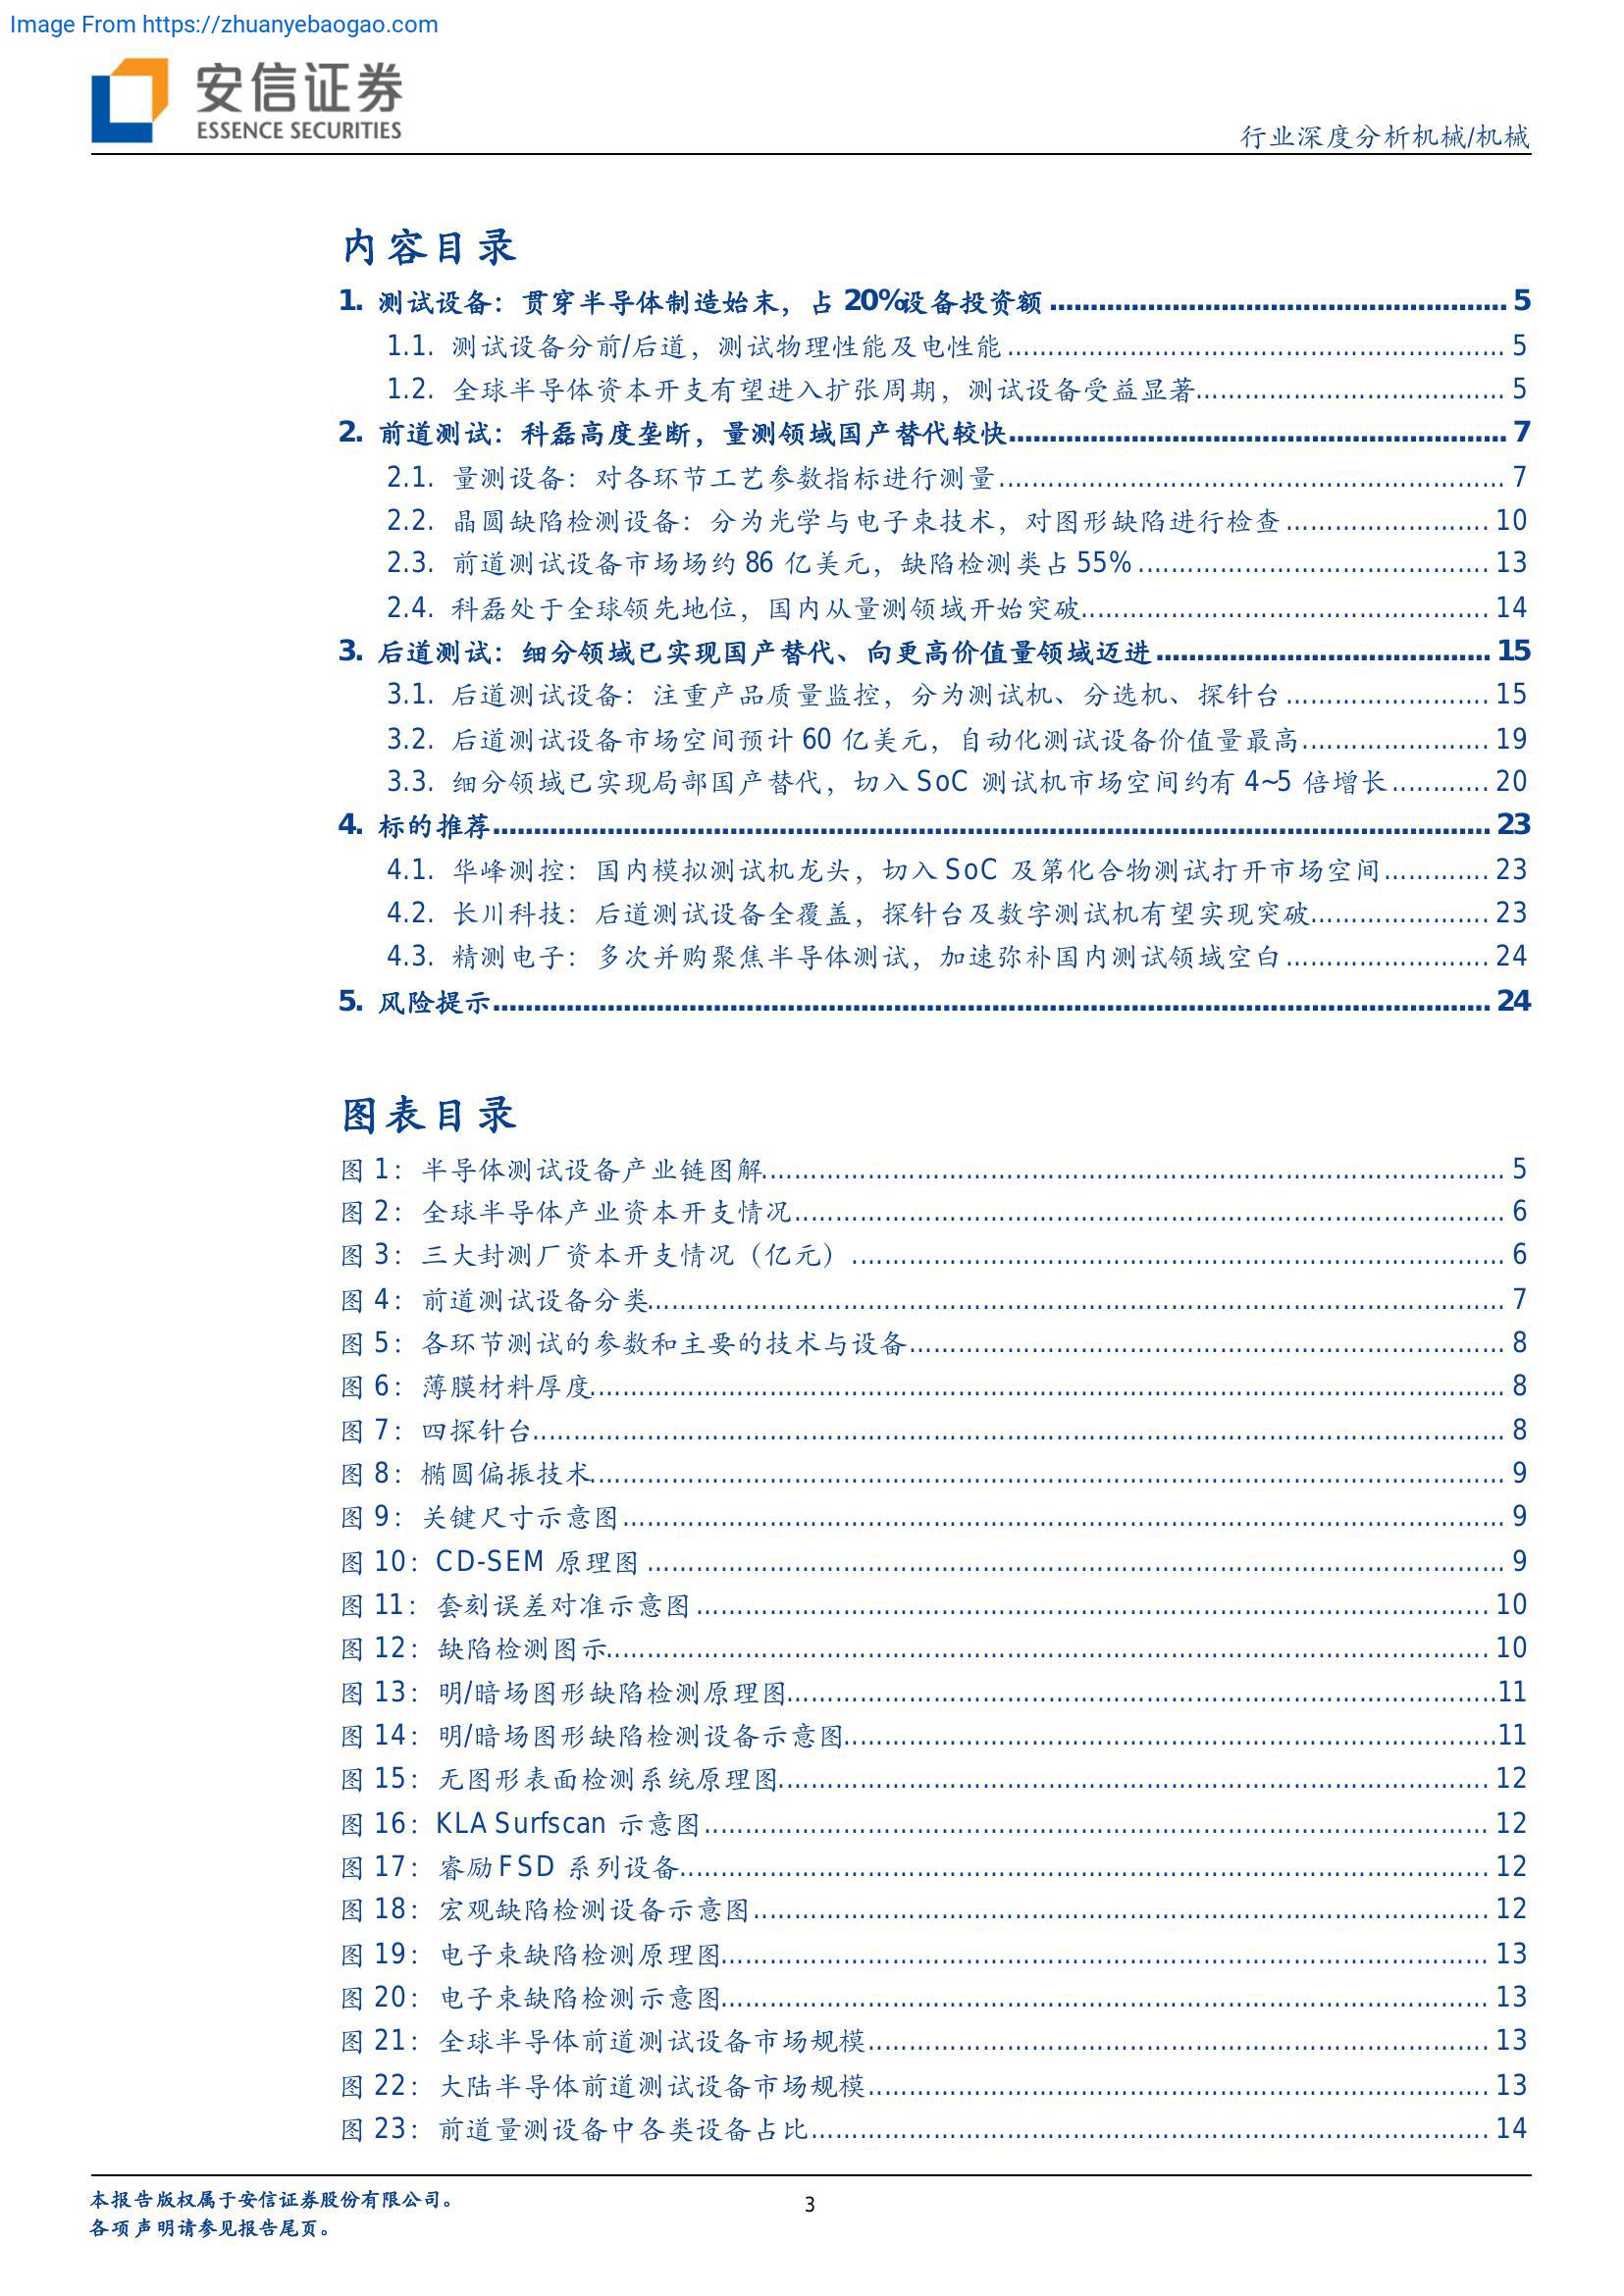 Image From https://zhuanyebaogao.com
安信证券
ESSENCE SECURITIES
行业深度分析机械/机械
内容目录
1. 测试设备：贯穿半导体制造始末，占 20%设备投资额 5
1.1. 测试设备分前/后道，测试物理性能及电性能 5
1.2. 全球半导体资本开支有望进入扩张周期，测试设备受益显著 5
2. 前道测试：科磊高度垄断，量测领域国产替代较快 7
2.1. 量测设备：对各环节工艺参数指标进行测量 7
2.2. 晶圆缺陷检测设备：分为光学与电子束技术，对图形缺陷进行检查 10
2.3. 前道测试设备市场场约 86 亿美元，缺陷检测类占 55% 13
2.4. 科磊处于全球领先地位，国内从量测领域开始突破 14
3. 后道测试：细分领域已实现国产替代、向更高价值量领域迈进 15
3.1. 后道测试设备：注重产品质量监控，分为测试机、分选机、探针台 15
3.2. 后道测试设备市场空间预计 60 亿美元，自动化测试设备价值量最高 19
3.3. 细分领域已实现局部国产替代，切入 SoC 测试机市场空间约有 4~5 倍增长 20
4. 标的推荐 23
4.1. 华峰测控：国内模拟测试机龙头，切入 SoC 及第化合物测试打开市场空间 23
4.2. 长川科技：后道测试设备全覆盖，探针台及数字测试机有望实现突破 23
4.3. 精测电子：多次并购聚焦半导体测试，加速弥补国内测试领域空白 24
5. 风险提示 24
图表目录
图 1：半导体测试设备产业链图解 5
图 2：全球半导体产业资本开支情况 6
图 3：三大封测厂资本开支情况（亿元） 6
图 4：前道测试设备分类 7
图 5：各环节测试的参数和主要的技术与设备 8
图 6：薄膜材料厚度 8
图 7：四探针台 8
图 8：椭圆偏振技术 9
图 9：关键尺寸示意图 9
图 10：CD-SEM 原理图 9
图 11：套刻误差对准示意图 10
图 12：缺陷检测图示 10
图 13：明/暗场图形缺陷检测原理图 11
图 14：明/暗场图形缺陷检测设备示意图 11
图 15：无图形表面检测系统原理图 12
图 16：KLA Surfscan 示意图 12
图 17：睿励 FSD 系列设备 12
图 18：宏观缺陷检测设备示意图 12
图 19：电子束缺陷检测原理图 13
图 20：电子束缺陷检测示意图 13
图 21：全球半导体前道测试设备市场规模 13
图 22：大陆半导体前道测试设备市场规模 13
图 23：前道量测设备中各类设备占比 14
本报告版权属于安信证券股份有限公司。
3
各项声明请参见报告尾页。